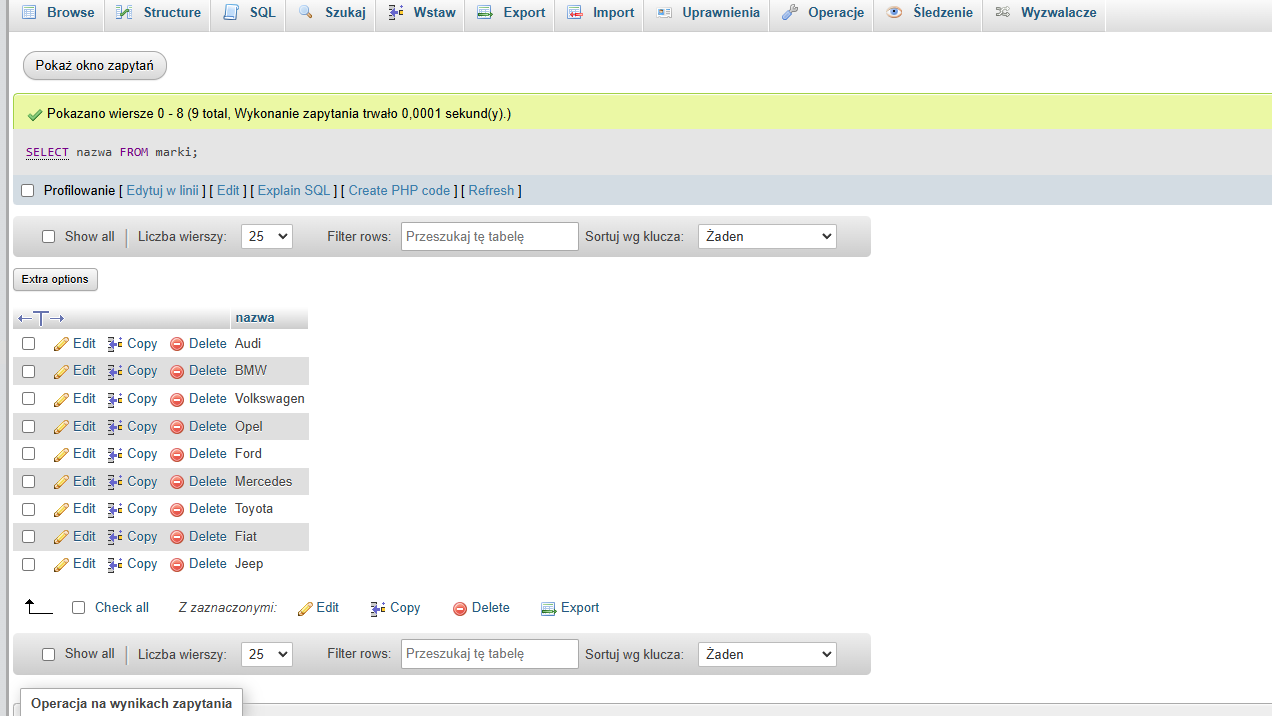 Browse Structure SQL Szukaj Wstaw Export Import Uprawnienia Operacje Śledzenie Wyzwalacze
Pokaż okno zapytań
Pokazano wiersze 0 - 8 (9 total, Wykonanie zapytania trwało 0,0001 sekund(y).)
SELECT nazwa FROM marki;
Profilowanie [ Edytuj w linii ] [ Edit ] [ Explain SQL ] [ Create PHP code ] [ Refresh ]
Show all | Liczba wierszy: 25 Filter rows: Przeszukaj tę tabelę Sortuj wg klucza: Żaden
Extra options
←T→ nazwa
Edit Copy Delete Audi
Edit Copy Delete BMW
Edit Copy Delete Volkswagen
Edit Copy Delete Opel
Edit Copy Delete Ford
Edit Copy Delete Mercedes
Edit Copy Delete Toyota
Edit Copy Delete Fiat
Edit Copy Delete Jeep
Check all Z zaznaczonymi: Edit Copy Delete Export
Show all | Liczba wierszy: 25 Filter rows: Przeszukaj tę tabelę Sortuj wg klucza: Żaden
Operacja na wynikach zapytania